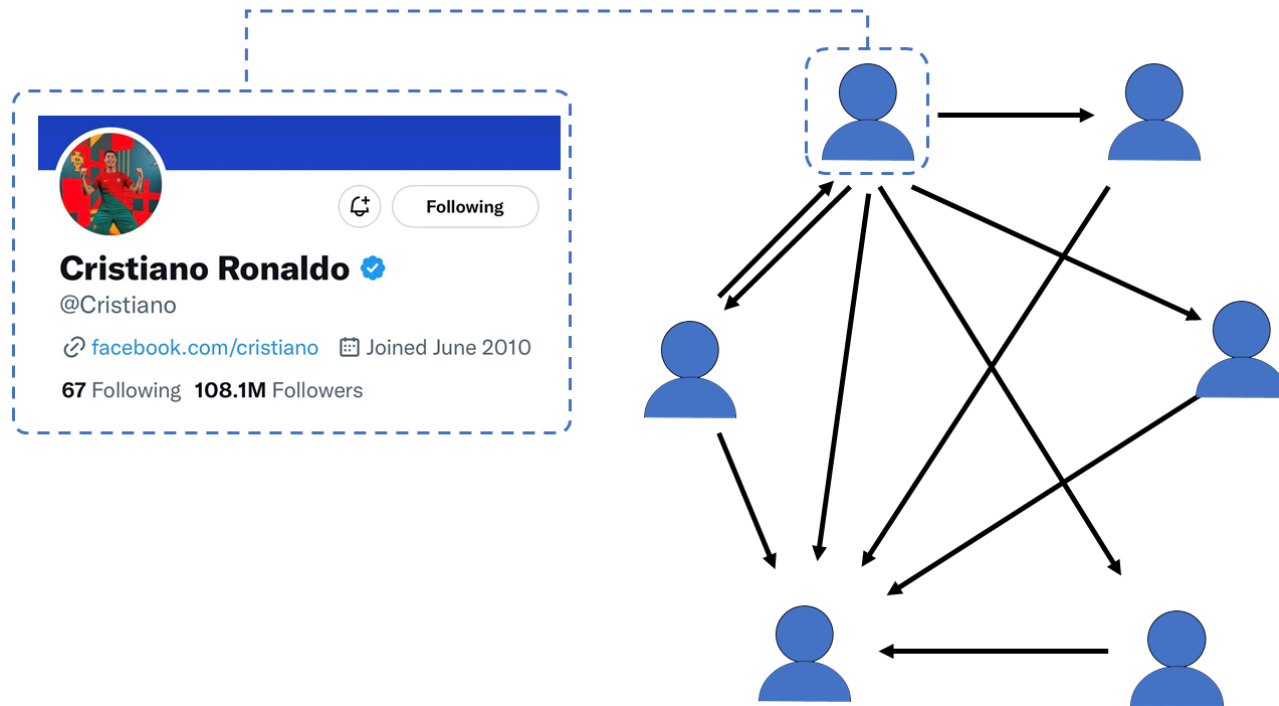 Following
Cristiano Ronaldo
@Cristiano
facebook.com/cristiano Joined June 2010
67 Following 108.1M Followers